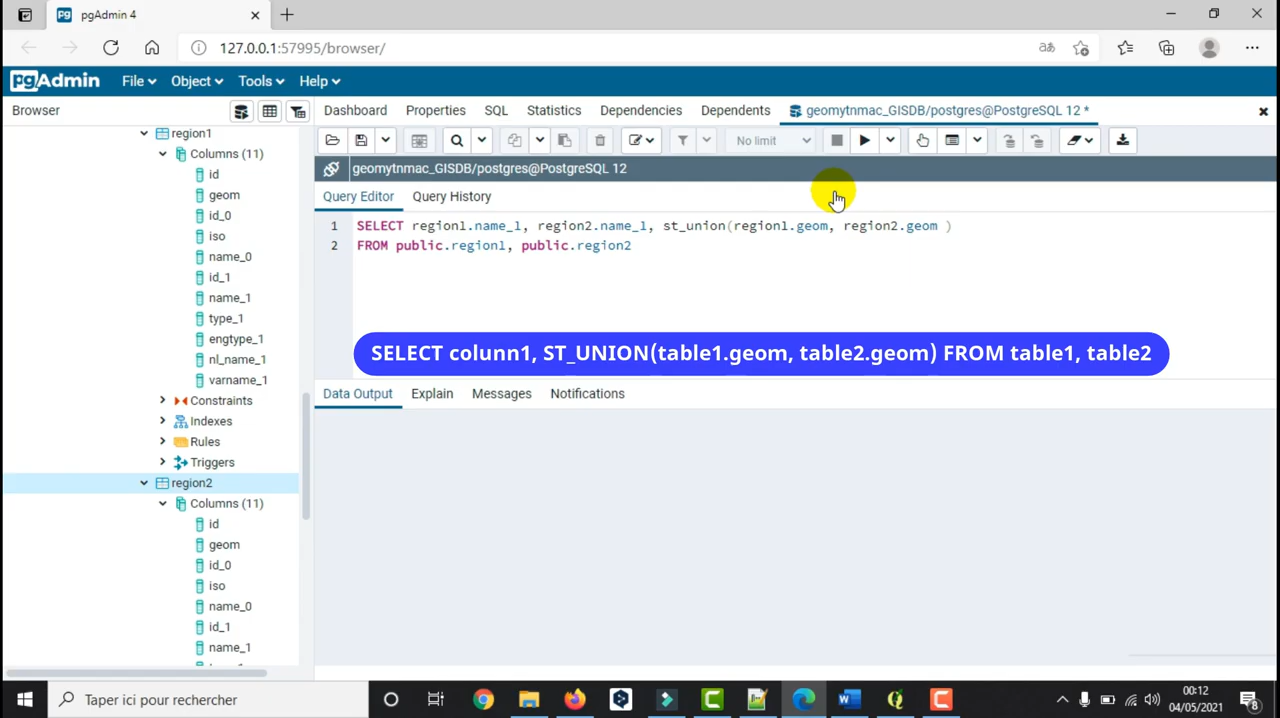 pgAdmin 4
127.0.0.1:57995/browser/
pgAdmin File Object Tools Help
Browser
Dashboard Properties SQL Statistics Dependencies Dependents geomytnmac_GISDB/postgres@PostgreSQL 12 *
No limit
geomytnmac_GISDB/postgres@PostgreSQL 12
Query Editor Query History
1 SELECT region1.name_1, region2.name_1, st_union(region1.geom, region2.geom )
2 FROM public.region1, public.region2
SELECT colunn1, ST_UNION(table1.geom, table2.geom) FROM table1, table2
Data Output Explain Messages Notifications
region1
Columns (11)
id
geom
id_0
iso
name_0
id_1
name_1
type_1
engtype_1
nl_name_1
varname_1
Constraints
Indexes
Rules
Triggers
region2
Columns (11)
id
geom
id_0
iso
name_0
id_1
name_1
Taper ici pour rechercher
00:12
04/05/2021
8